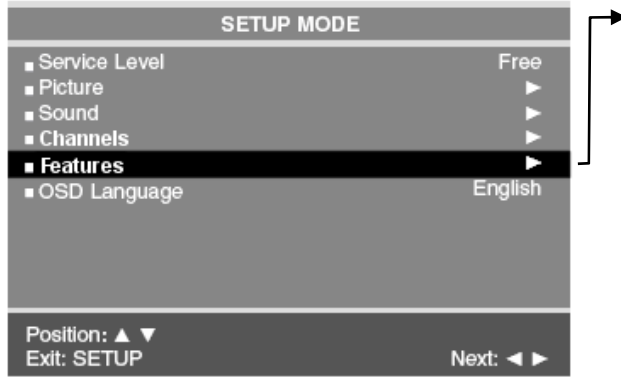 SETUP MODE
Service Level Free
Picture ▶
Sound ▶
Channels ▶
Features ▶
OSD Language English
Position: ▲ ▼
Exit: SETUP Next: ◀ ▶